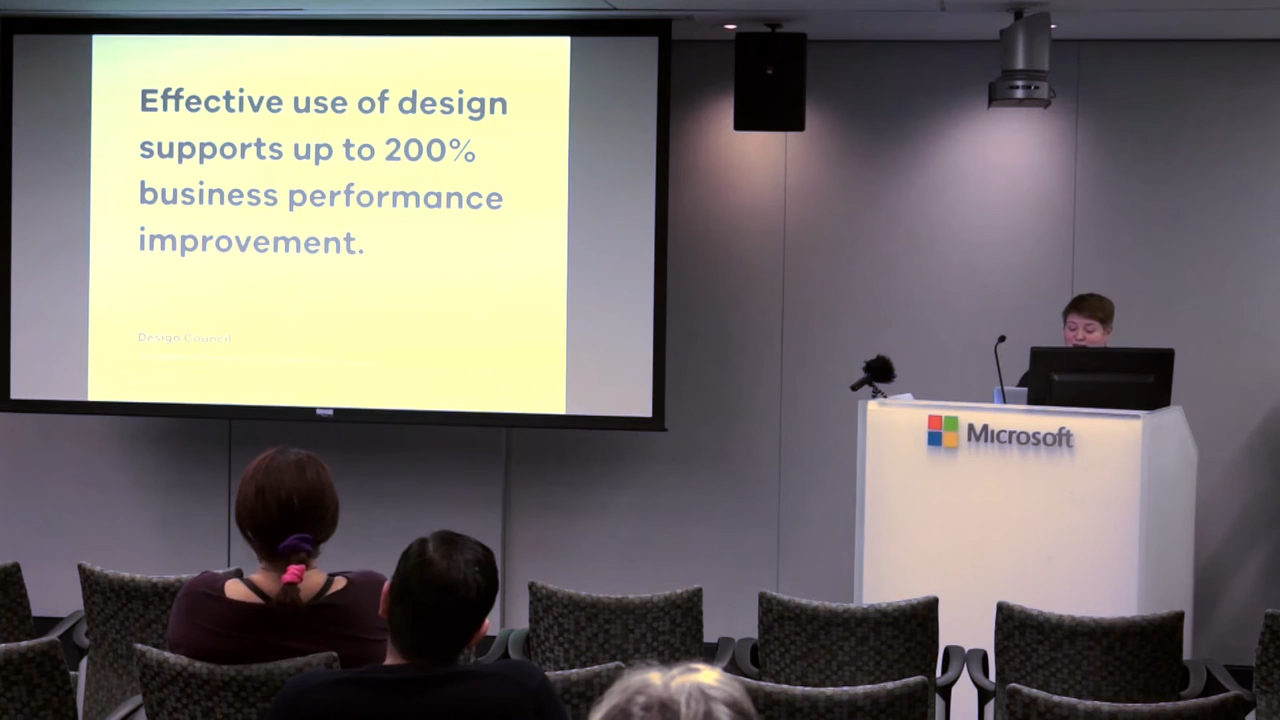 Effective use of design
supports up to 200%
business performance
improvement.
Design Council
Microsoft